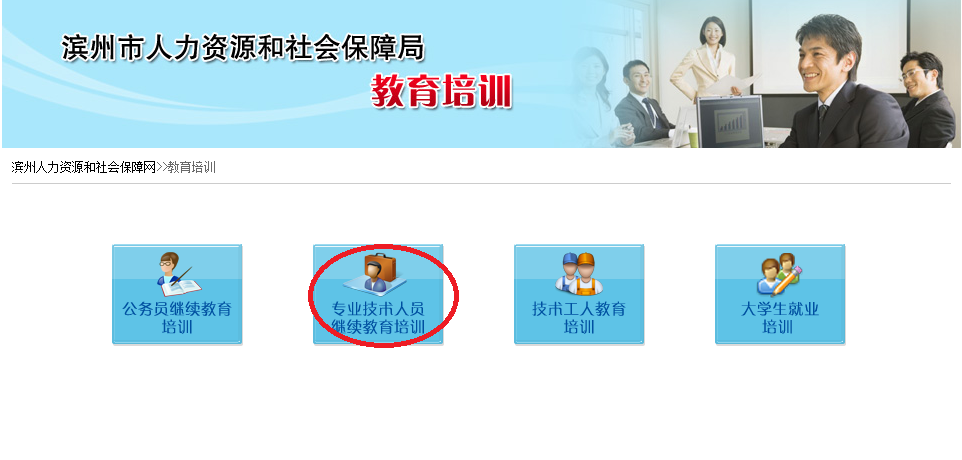 滨州市人力资源和社会保障局
教育培训
滨州人力资源和社会保障网>>教育培训
公务员继续教育
培训
专业技术人员
继续教育培训
技术工人教育
培训
大学生就业
培训